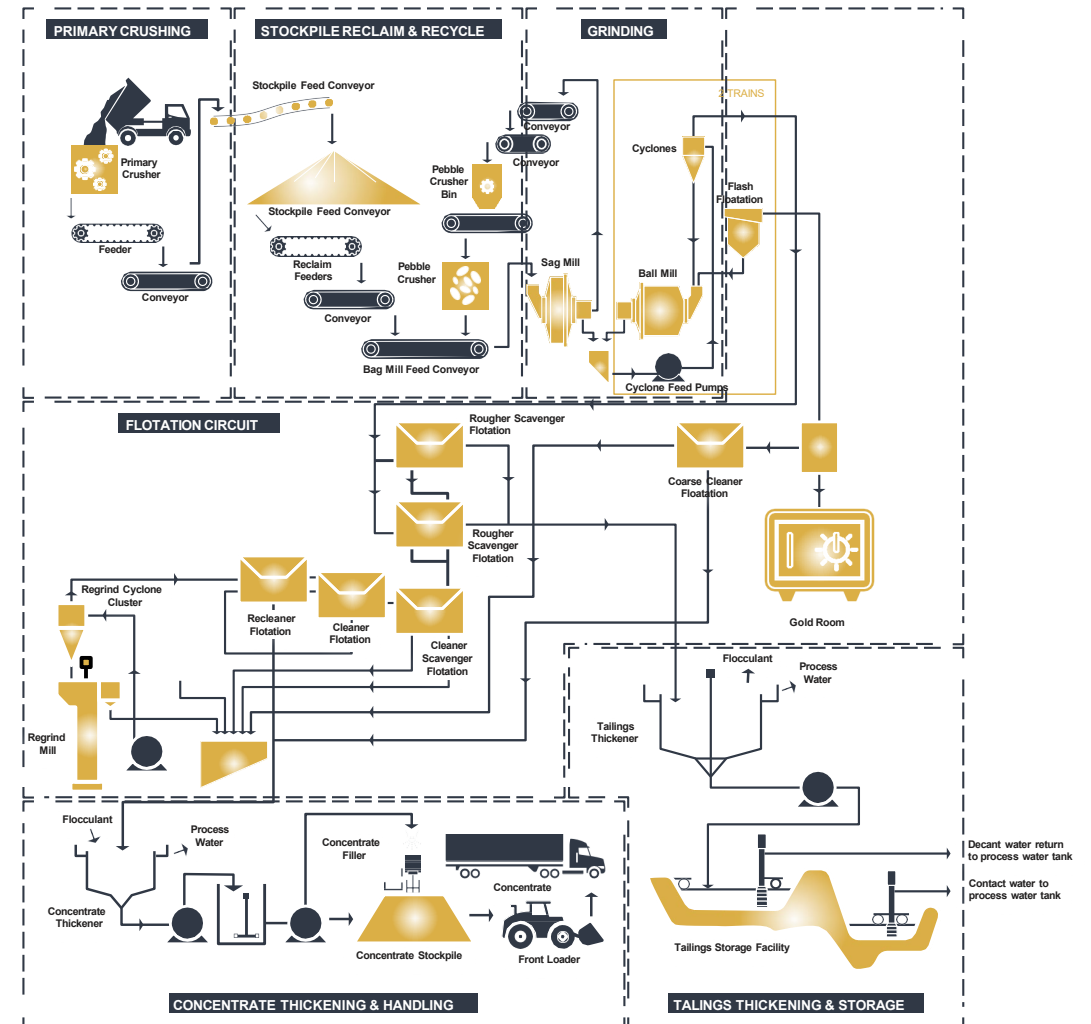 PRIMARY CRUSHING
STOCKPILE RECLAIM & RECYCLE
GRINDING
Stockpile Feed Conveyor
2 TRAINS
Conveyor
Conveyor
Cyclones
Primary
Crusher
Pebble
Crusher
Bin
Flash
Floatation
Stockpile Feed Conveyor
Feeder
Reclaim
Feeders
Pebble
Crusher
Sag Mill
Ball Mill
Conveyor
Conveyor
Bag Mill Feed Conveyor
Cyclone Feed Pumps
FLOTATION CIRCUIT
Rougher Scavenger
Flotation
Coarse Cleaner
Floatation
Rougher
Scavenger
Flotation
Regrind Cyclone
Cluster
Recleaner
Flotation
Cleaner
Flotation
Cleaner
Scavenger
Flotation
Gold Room
Regrind
Mill
Flocculant
Process
Water
Tailings
Thickener
Flocculant
Process
Water
Concentrate
Filler
Concentrate
Concentrate
Thickener
Concentrate Stockpile
Front Loader
Decant water return
to process water tank
Contact water to
process water tank
Tailings Storage Facility
CONCENTRATE THICKENING & HANDLING
TALINGS THICKENING & STORAGE